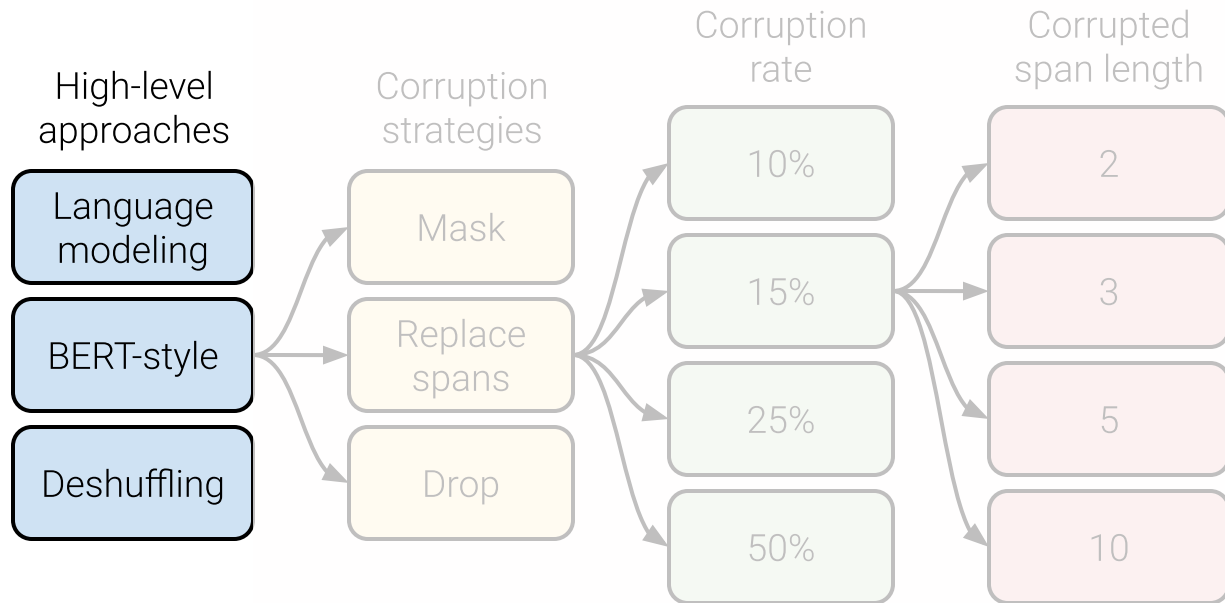 High-level
approaches
Language
modeling
BERT-style
Deshuffling
Corruption
strategies
Mask
Replace
spans
Drop
Corruption
rate
10%
15%
25%
50%
Corrupted
span length
2
3
5
10